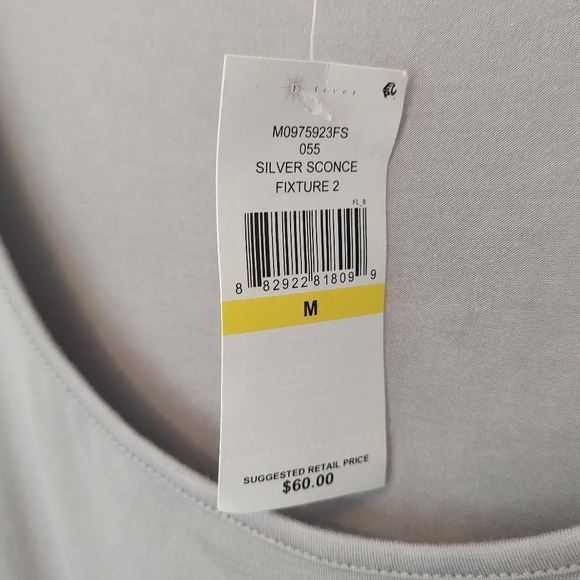 M0975923FS
055
SILVER SCONCE
FIXTURE 2
FL_8
8 82922 81809 9
M
SUGGESTED RETAIL PRICE
$60.00